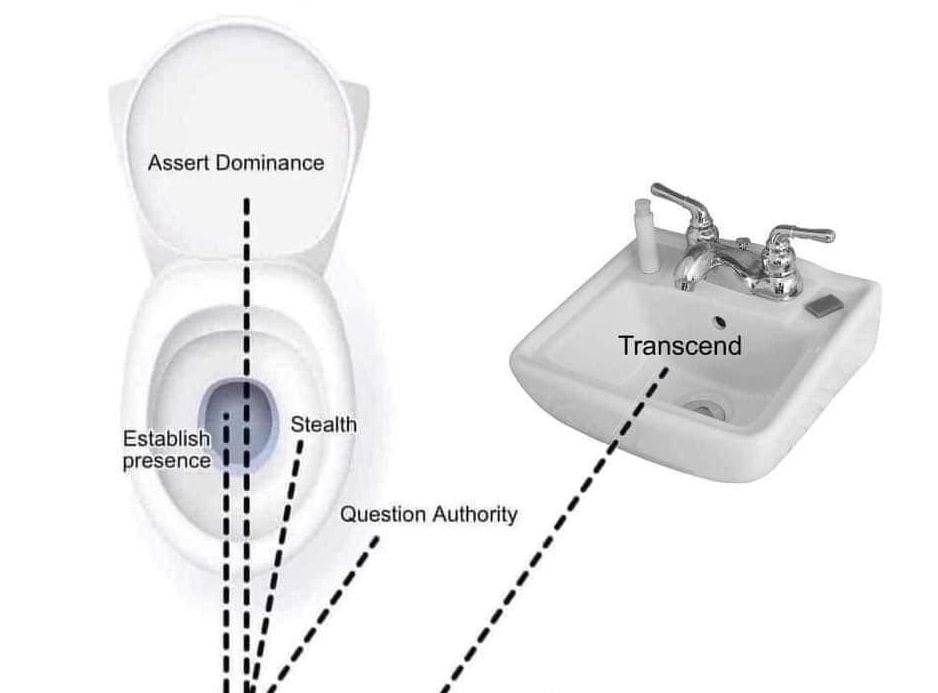 Assert Dominance
Transcend
Stealth
Establish
presence
Question Authority